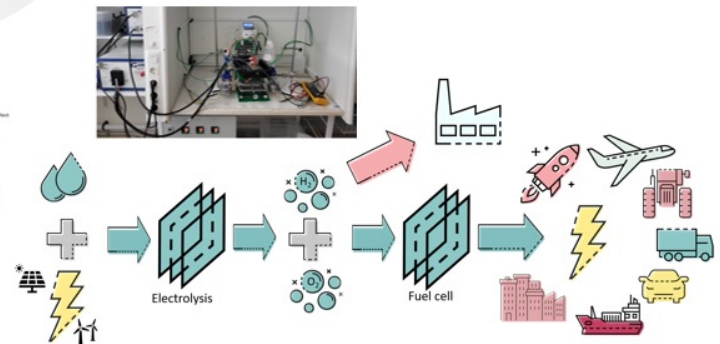 H₂
O₂
Electrolysis
Fuel cell